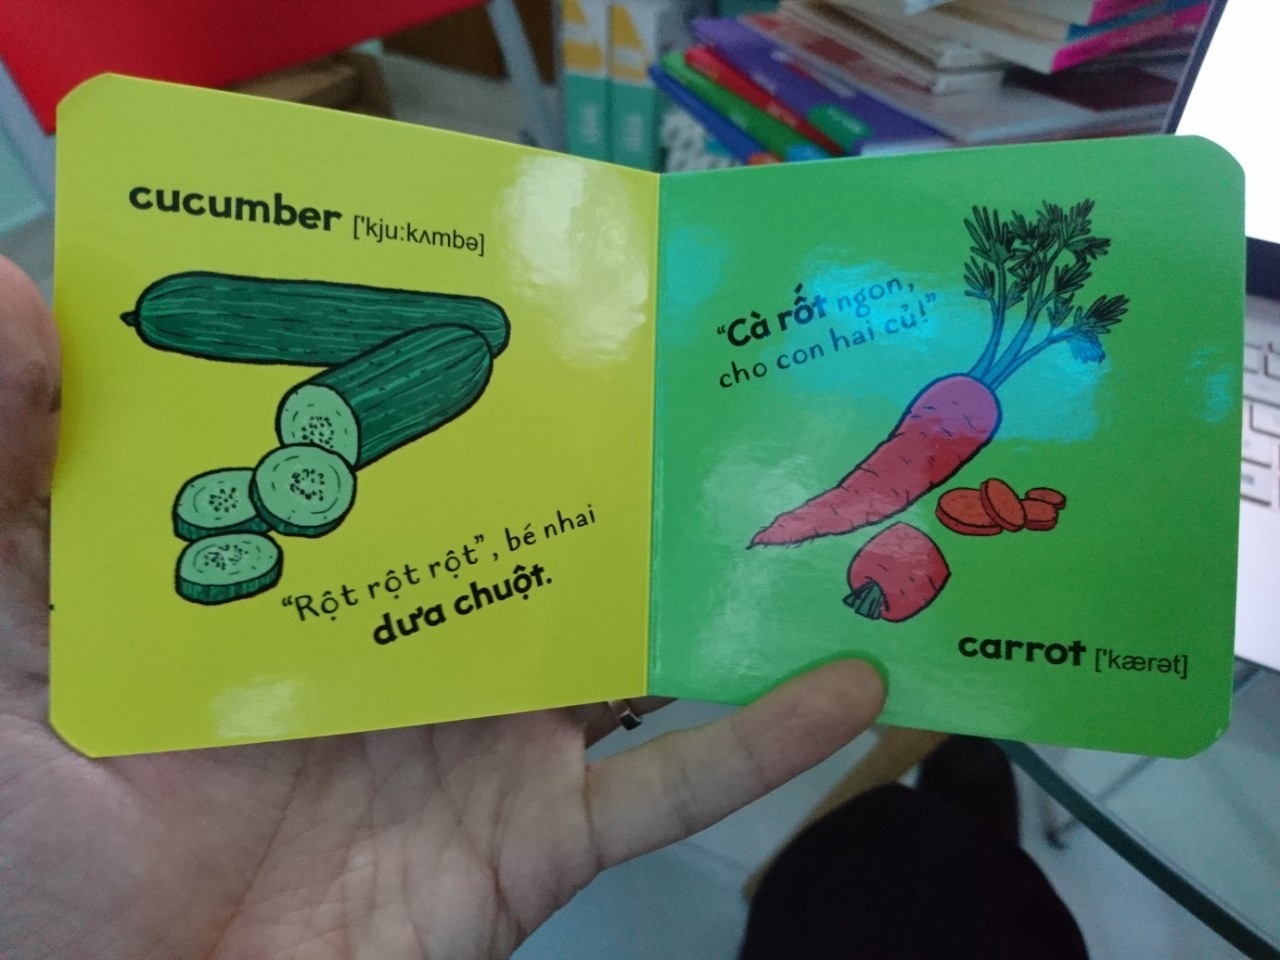 cucumber ['kju:kʌmbə]
“Rột rột rột”, bé nhai
dưa chuột.
“Cà rốt ngon,
cho con hai củ!”
carrot ['kærət]